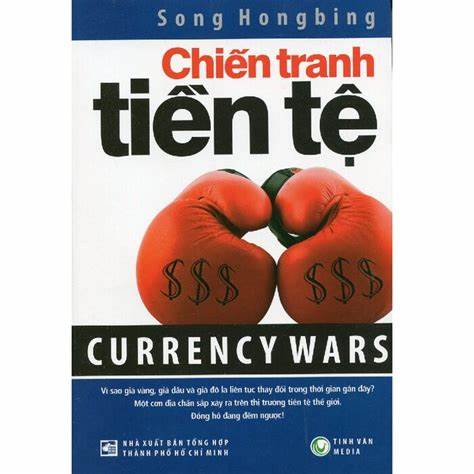 Song Hongbing
Chiến tranh
tiền tệ
$$$ $$$
CURRENCY WARS
Vì sao giá vàng, giá dầu và giá đô la liên tục thay đổi trong thời gian gần đây?
Một cơn địa chấn sắp xảy ra trên thị trường tiền tệ thế giới.
Đồng hồ đang đếm ngược!
NHÀ XUẤT BẢN TỔNG HỢP
THÀNH PHỐ HỒ CHÍ MINH
TINH VĂN
MEDIA